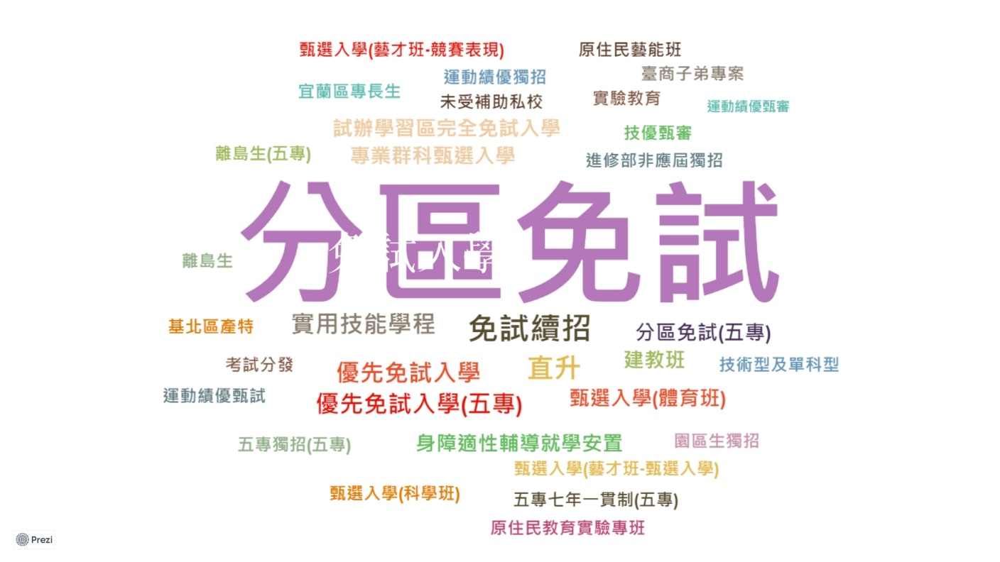 甄選入學(藝才班-競賽表現)
原住民藝能班
運動績優獨招
臺商子弟專案
宜蘭區專長生
未受補助私校
實驗教育
運動績優甄審
試辦學習區完全免試入學
技優甄審
離島生(五專)
專業群科甄選入學
進修部非應屆獨招
分區免試
免試入學
離島生
基北區產特
實用技能學程
免試續招
分區免試(五專)
考試分發
優先免試入學
直升
建教班
技術型及單科型
運動績優甄試
優先免試入學(五專)
甄選入學(體育班)
五專獨招(五專)
身障適性輔導就學安置
園區生獨招
甄選入學(藝才班-甄選入學)
甄選入學(科學班)
五專七年一貫制(五專)
原住民教育實驗專班
Prezi